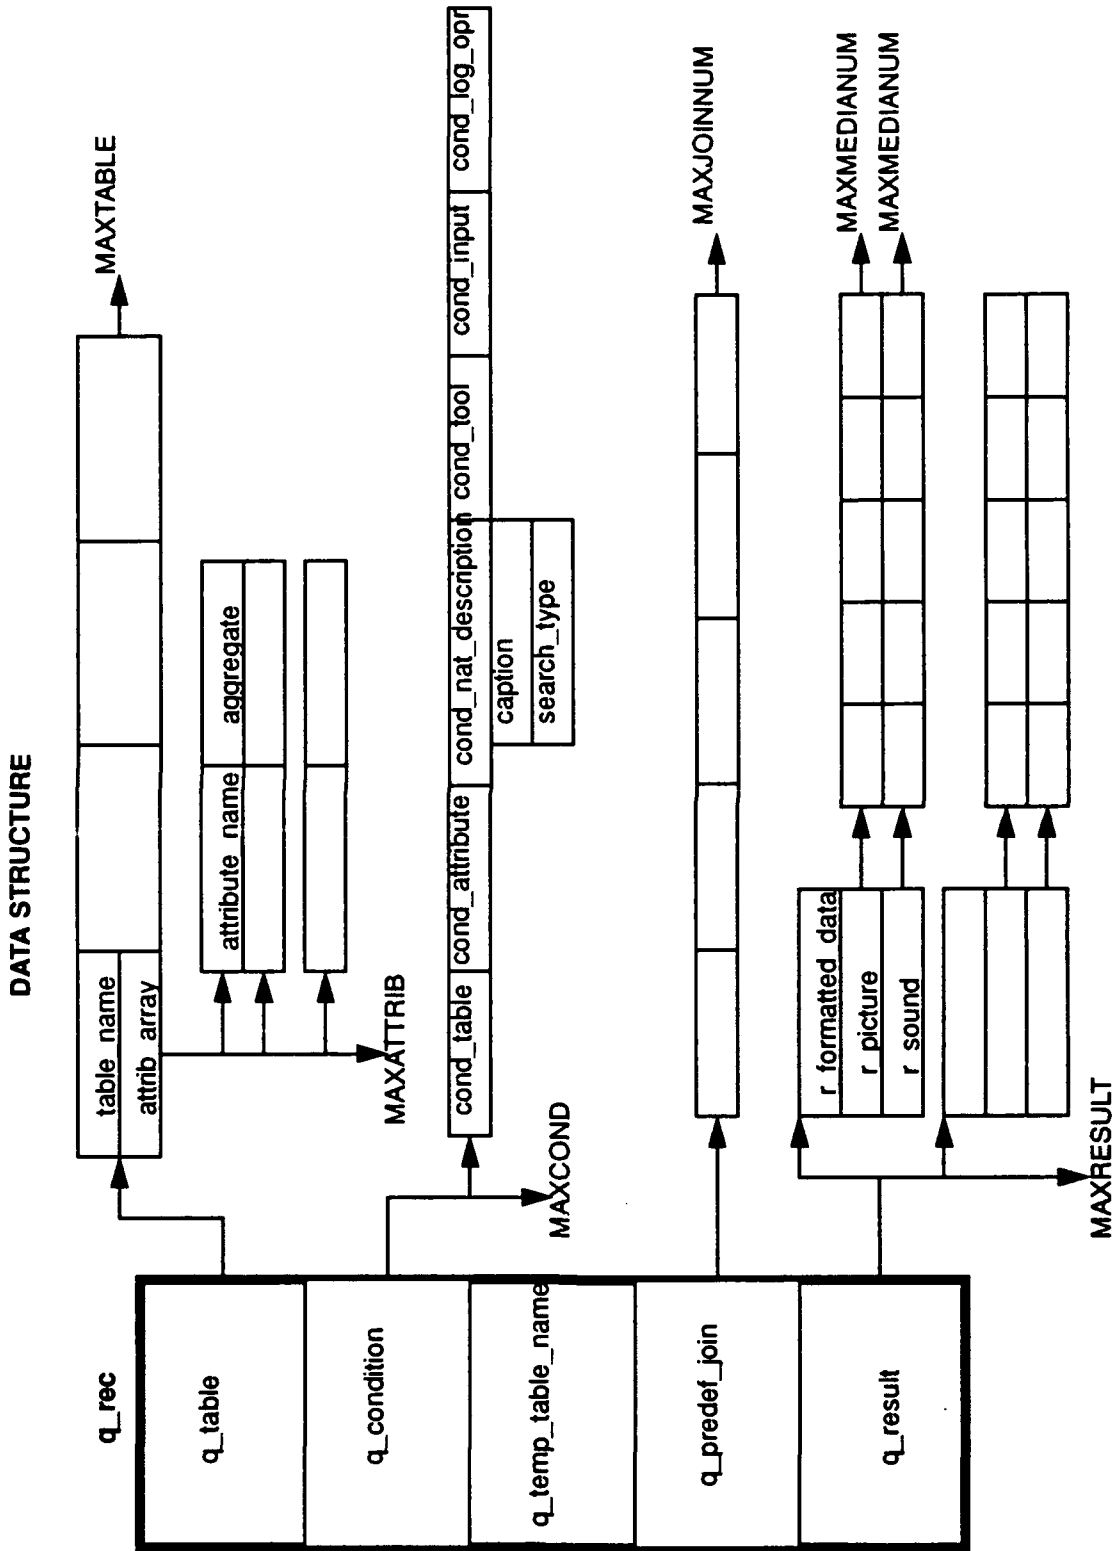 DATA STRUCTURE
q_rec
q_table
q_condition
q_temp_table_name
q_predef_join
q_result
table_name
attrib_array
MAXTABLE
attribute_name
aggregate
MAXATTRIB
cond_table
cond_attribute
cond_nat_description
cond_tool
cond_input
cond_log_opr
caption
search_type
MAXCOND
MAXJOINNUM
r_formatted_data
r_picture
r_sound
MAXMEDIANUM
MAXMEDIANUM
MAXRESULT